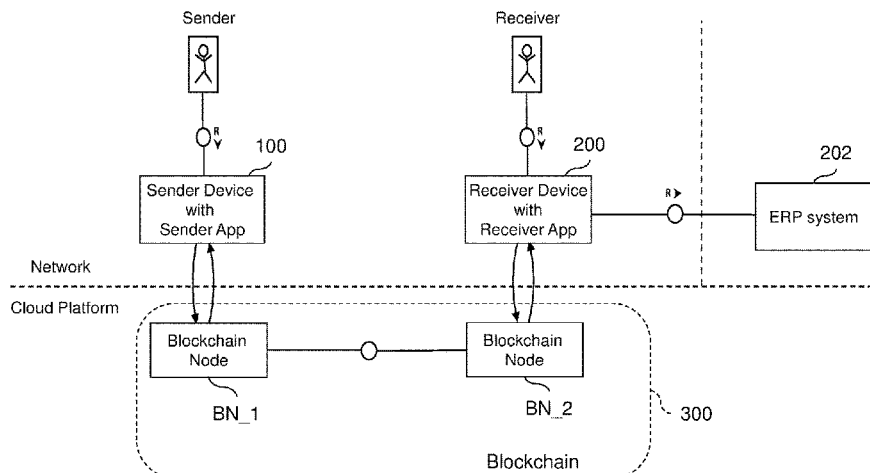 Sender
Receiver
R
R
100
200
202
Sender Device
with
Sender App
Receiver Device
with
Receiver App
R
ERP system
Network
Cloud Platform
Blockchain
Node
Blockchain
Node
BN_1
BN_2
300
Blockchain